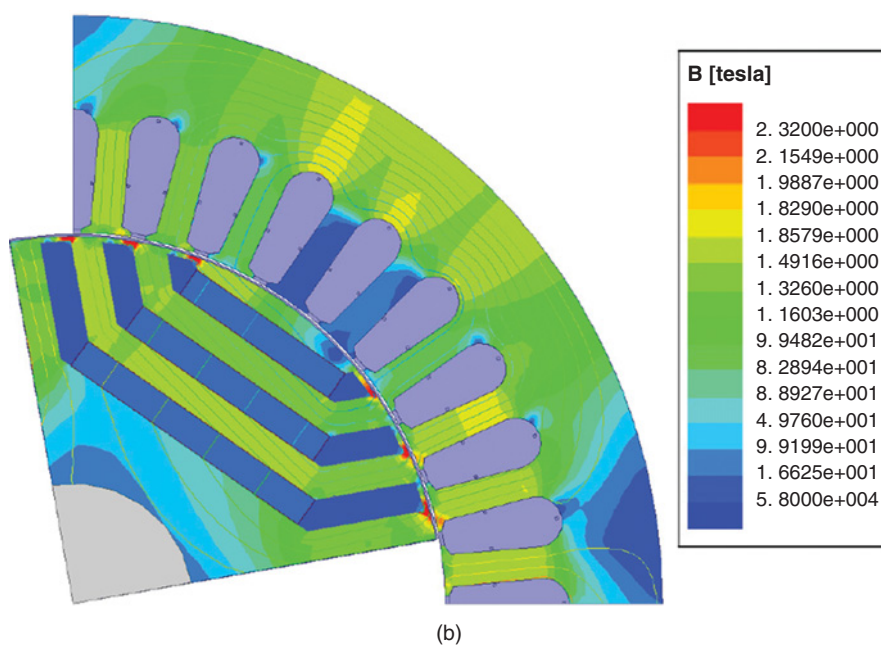 B [tesla]
2. 3200e+000
2. 1549e+000
1. 9887e+000
1. 8290e+000
1. 8579e+000
1. 4916e+000
1. 3260e+000
1. 1603e+000
9. 9482e+001
8. 2894e+001
8. 8927e+001
4. 9760e+001
9. 9199e+001
1. 6625e+001
5. 8000e+004
(b)